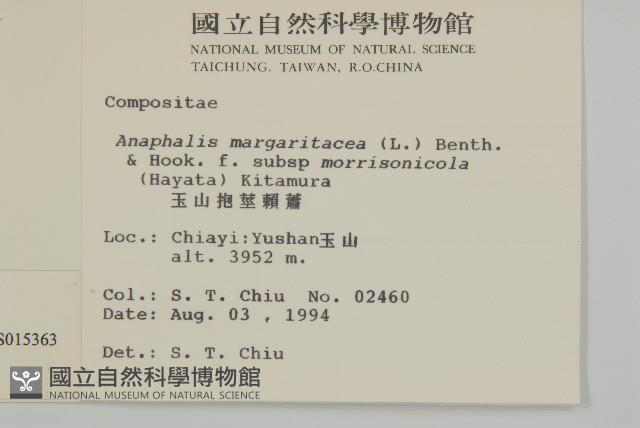 國立自然科學博物館
NATIONAL MUSEUM OF NATURAL SCIENCE
TAICHUNG. TAIWAN, R.O.CHINA
Compositae
Anaphalis margaritacea (L.) Benth.
& Hook. f. subsp morrisonicola
(Hayata) Kitamura
玉山抱莖賴蕭
Loc.: Chiayi:Yushan玉山
alt. 3952 m.
Col.: S. T. Chiu No. 02460
Date: Aug. 03 , 1994
S015363
Det.: S. T. Chiu
國立自然科學博物館
NATIONAL MUSEUM OF NATURAL SCIENCE